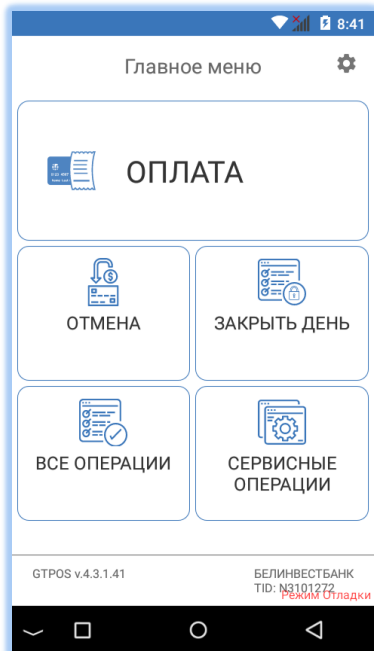 8:41
Главное меню
ОПЛАТА
ОТМЕНА
ЗАКРЫТЬ ДЕНЬ
ВСЕ ОПЕРАЦИИ
СЕРВИСНЫЕ
ОПЕРАЦИИ
GTPOS v.4.3.1.41
БЕЛИНВЕСТБАНК
TID: N3101272
Режим Отладки